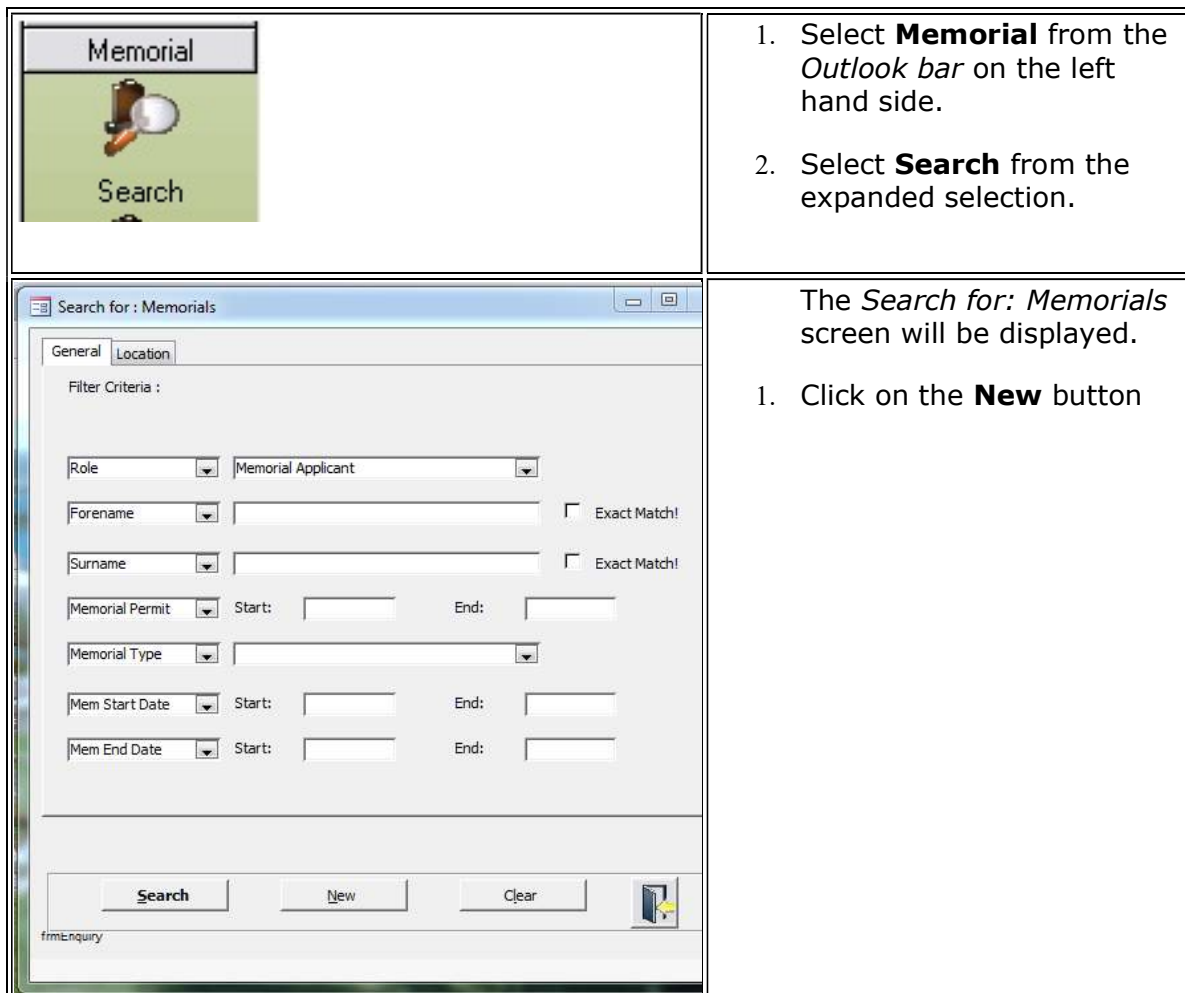 Memorial
Search
1. Select Memorial from the
Outlook bar on the left
hand side.
2. Select Search from the
expanded selection.
Search for : Memorials
General Location
Filter Criteria :
Role Memorial Applicant
Forename Exact Match!
Surname Exact Match!
Memorial Permit Start: End:
Memorial Type
Mem Start Date Start: End:
Mem End Date Start: End:
Search New Clear
frmEnquiry
The Search for: Memorials
screen will be displayed.
1. Click on the New button